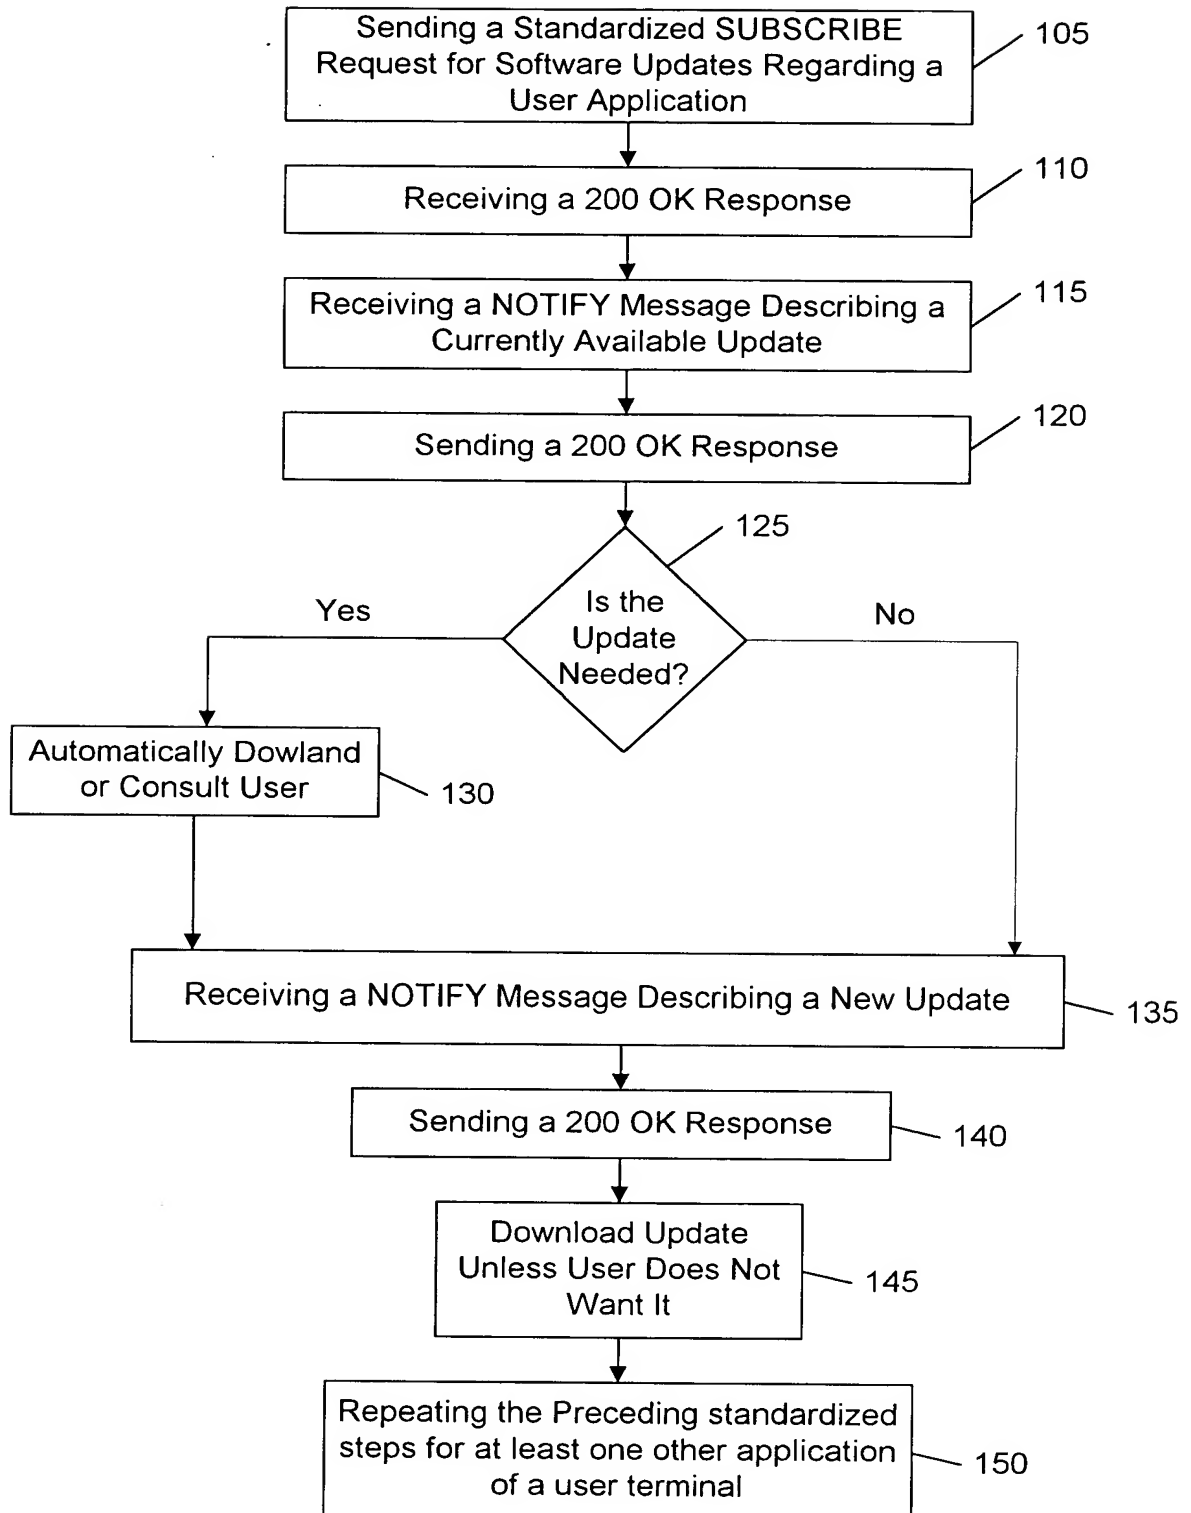 Sending a Standardized SUBSCRIBE
Request for Software Updates Regarding a
User Application
105
Receiving a 200 OK Response
110
Receiving a NOTIFY Message Describing a
Currently Available Update
115
Sending a 200 OK Response
120
125
Is the
Update
Needed?
Yes
No
Automatically Dowland
or Consult User
130
Receiving a NOTIFY Message Describing a New Update
135
Sending a 200 OK Response
140
Download Update
Unless User Does Not
Want It
145
Repeating the Preceding standardized
steps for at least one other application
of a user terminal
150